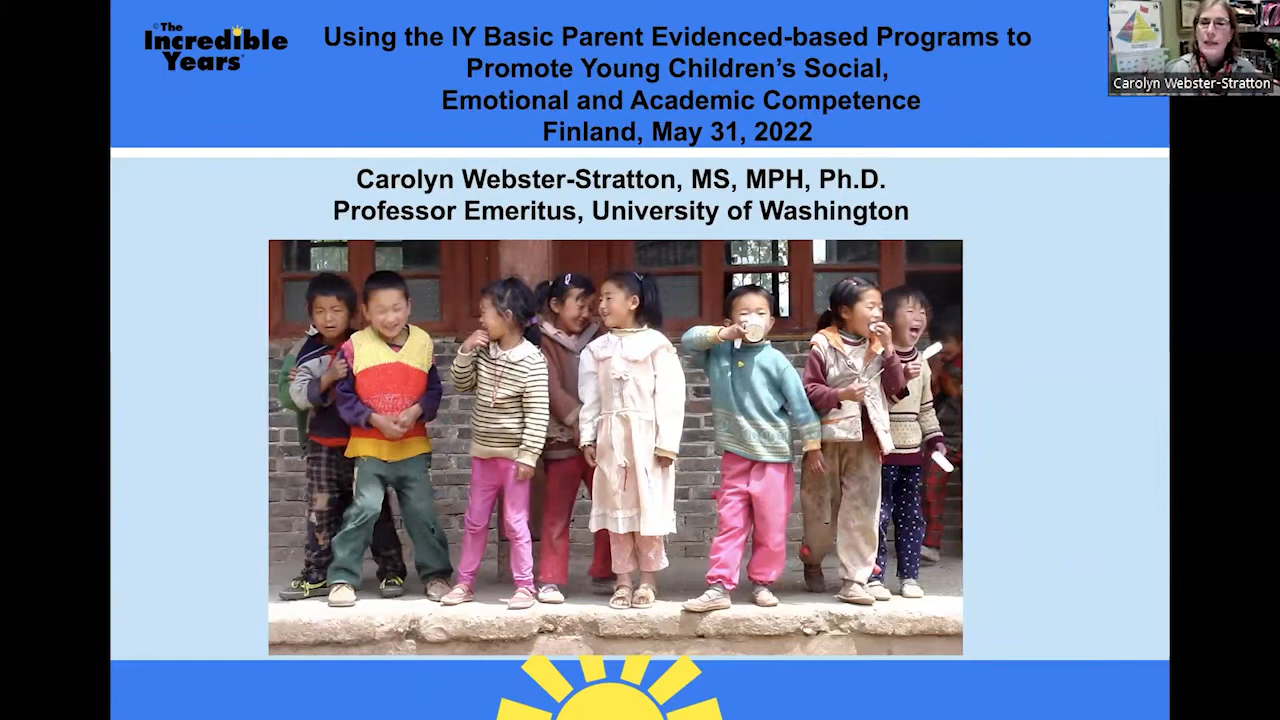 ©The
Incredible
Years®
Using the IY Basic Parent Evidenced-based Programs to
Promote Young Children's Social,
Emotional and Academic Competence
Finland, May 31, 2022
Carolyn Webster-Stratton
Carolyn Webster-Stratton, MS, MPH, Ph.D.
Professor Emeritus, University of Washington